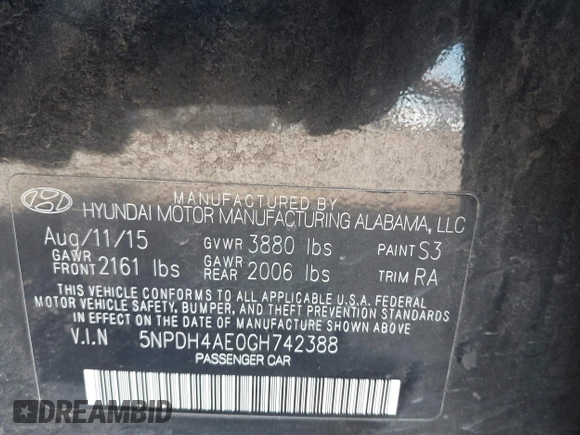 MANUFACTURED BY
HYUNDAI MOTOR MANUFACTURING ALABAMA, LLC
Aug/11/15 GVWR 3880 lbs PAINT S3
GAWR FRONT 2161 lbs GAWR REAR 2006 lbs TRIM RA
THIS VEHICLE CONFORMS TO ALL APPLICABLE U.S.A. FEDERAL
MOTOR VEHICLE SAFETY, BUMPER, AND THEFT PREVENTION STANDARDS
IN EFFECT ON THE DATE OF MANUFACTURE SHOWN ABOVE.
V.I.N 5NPDH4AE0GH742388
PASSENGER CAR
DREAMBID